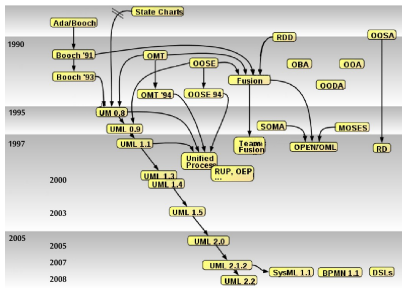 State Charts
Ada/Booch
RDD
OOSA
1990
Booch '91
OMT
OOSE
OBA
OOA
Booch '93
Fusion
OODA
OMT '94
OOSE 94
1995
UM 0,8
UML 0.9
SOMA
MOSES
1997
UML 1.1
Team
Fusion
OPEN/OML
RD
Unified
Process
RUP, OEP
...
UML 1.3
2000
UML 1.4
2003
UML 1.5
2005
UML 2.0
2005
2007
UML 2.1.2
SysML 1.1
BPMN 1.1
DSLs
2008
UML 2.2